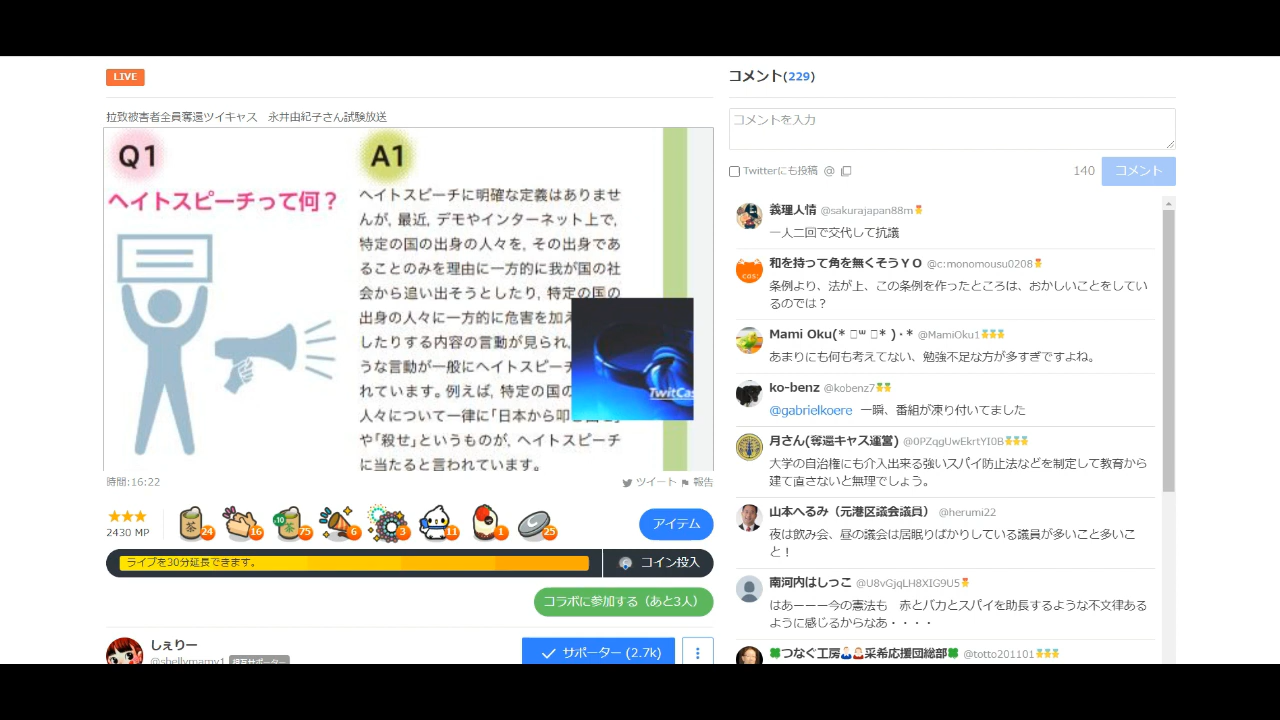 LIVE
拉致被害者全員奪還ツイキャス 永井由紀子さん試験放送
Q1
ヘイトスピーチって何?
A1
ヘイトスピーチに明確な定義はありませ
んが, 最近, デモやインターネット上で,
特定の国の出身の人々を, その出身であ
ることのみを理由に一方的に我が国の社
会から追い出そうとしたり, 特定の国の
出身の人々に一方的に危害を加え
したりする内容の言動が見られ,
うな言動が一般にヘイトスピーチ
れています。例えば, 特定の国の
人々について一律に「日本から叩
や「殺せ」というものが, ヘイトスピーチ
に当たると言われています。
TwitCas
時間:16:22
ツイート
報告
2430 MP
24
16
10
75
6
3
11
1
25
アイテム
ライブを30分延長できます。
コイン投入
コラボに参加する(あと3人)
しぇりー
@shellymamy1 相互サポーター
サポーター (2.7k)
コメント(229)
コメントを入力
Twitterにも投稿 @
140
コメント
義理人情 @sakurajapan88m
一人二回で交代して抗議
和を持って角を無くそうYO @c:monomousu0208
cas:
条例より、法が上、この条例を作ったところは、おかしいことをしてい
るのでは?
Mami Oku(* ॑꒳ ॑* )・* @MamiOku1
あまりにも何も考えてない、勉強不足な方が多すぎですよね。
ko-benz @kobenz7
@gabrielkoere 一瞬、番組が凍り付いてました
月さん(奪還キャス運営) @0PZqgUwEkrtYI0B
大学の自治権にも介入出来る強いスパイ防止法などを制定して教育から
建て直さないと無理でしょう。
山本へるみ(元港区議会議員) @herumi22
夜は飲み会、昼の議会は居眠りばかりしている議員が多いこと多いこ
と!
南河内はしっこ @U8vGjqLH8XIG9U5
はあーーー今の憲法も 赤とバカとスパイを助長するような不文律ある
ように感じるからなあ・・・・
つなぐ工房 采希応援団総部 @totto201101